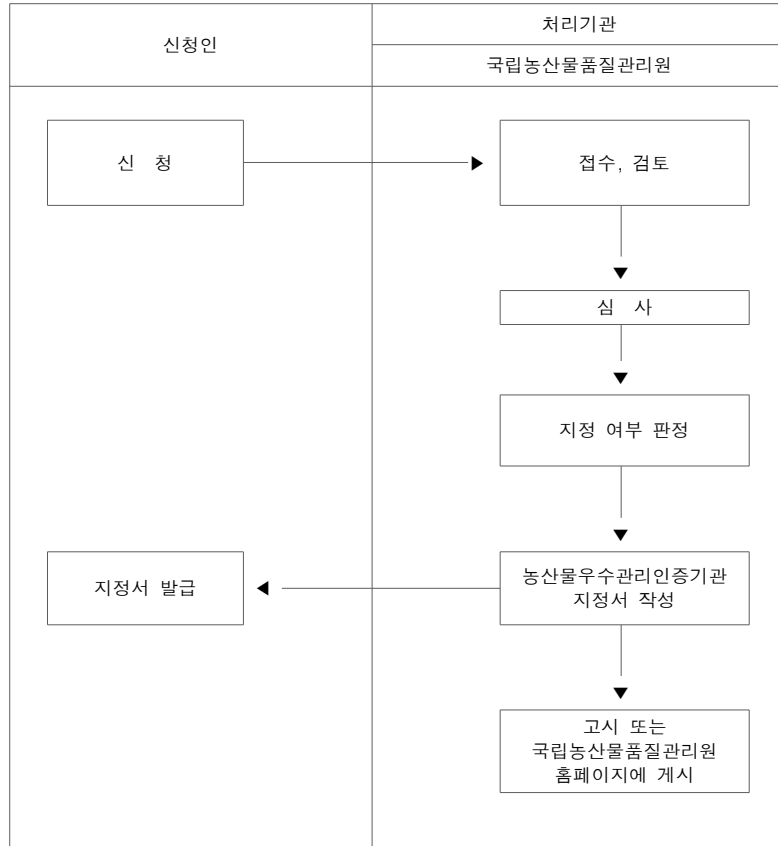 신청인
처리기관
국립농산물품질관리원
신 청
접수, 검토
심 사
지정 여부 판정
지정서 발급
농산물우수관리인증기관
지정서 작성
고시 또는
국립농산물품질관리원
홈페이지에 게시